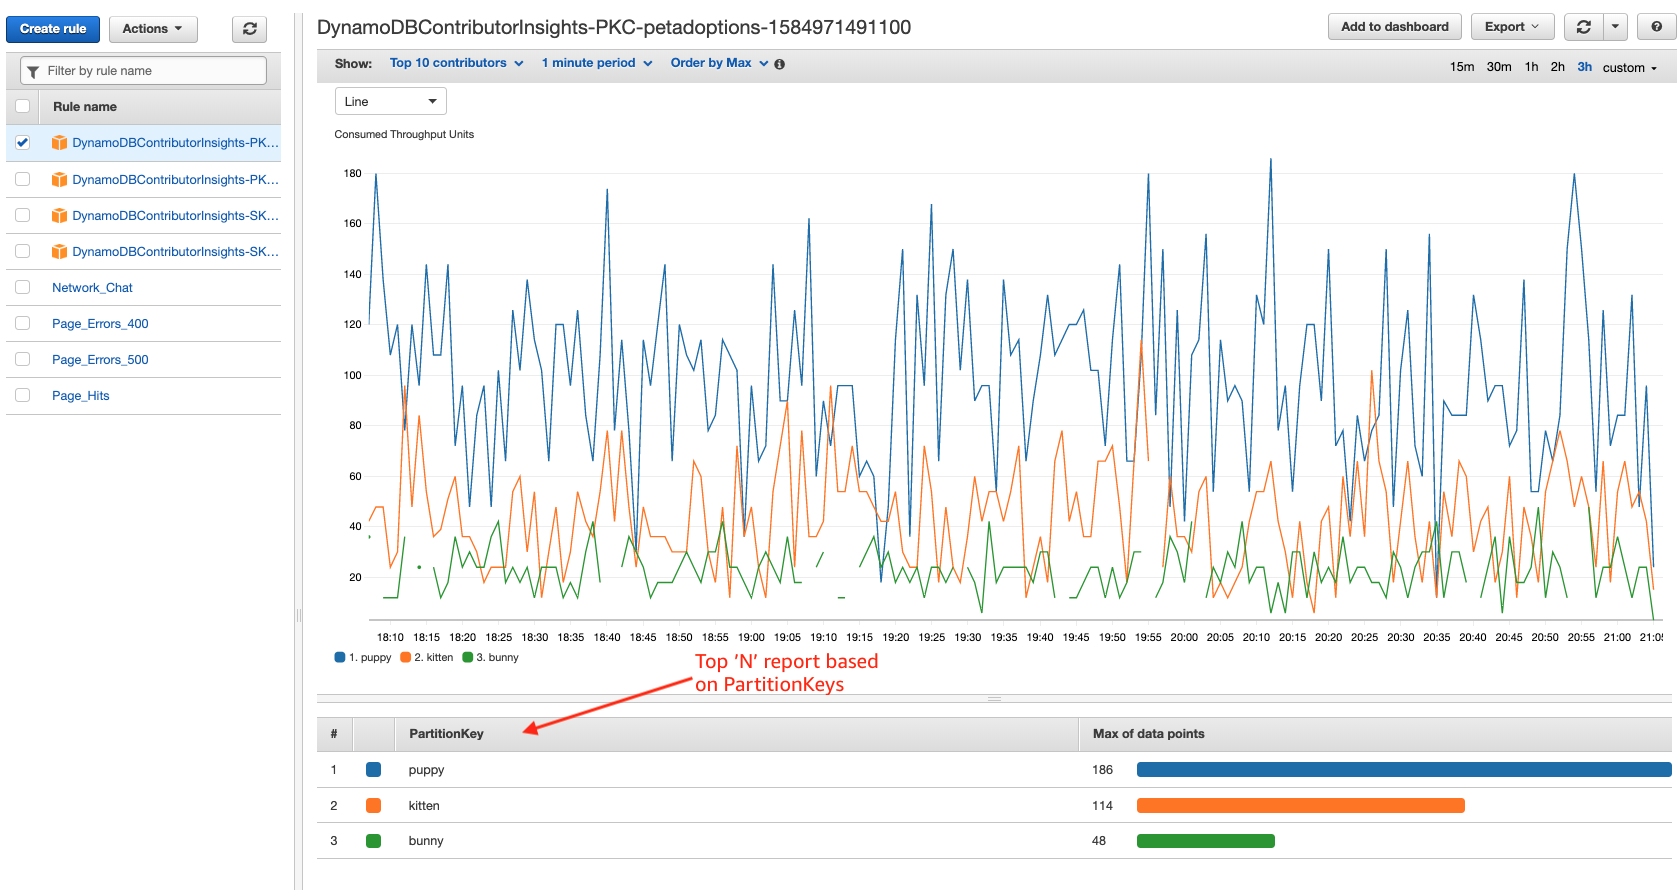 Create rule
Actions
Filter by rule name
Rule name
DynamoDBContributorInsights-PK...
DynamoDBContributorInsights-PK...
DynamoDBContributorInsights-SK...
DynamoDBContributorInsights-SK...
Network_Chat
Page_Errors_400
Page_Errors_500
Page_Hits
DynamoDBContributorInsights-PKC-petadoptions-1584971491100
Add to dashboard
Export
?
Show: Top 10 contributors 1 minute period Order by Max
15m 30m 1h 2h 3h custom
Line
Consumed Throughput Units
180
160
140
120
100
80
60
40
20
18:10 18:15 18:20 18:25 18:30 18:35 18:40 18:45 18:50 18:55 19:00 19:05 19:10 19:15 19:20 19:25 19:30 19:35 19:40 19:45 19:50 19:55 20:00 20:05 20:10 20:15 20:20 20:25 20:30 20:35 20:40 20:45 20:50 20:55 21:00 21:05
1. puppy 2. kitten 3. bunny
Top ‘N’ report based
on PartitionKeys
# PartitionKey Max of data points
1 puppy 186
2 kitten 114
3 bunny 48